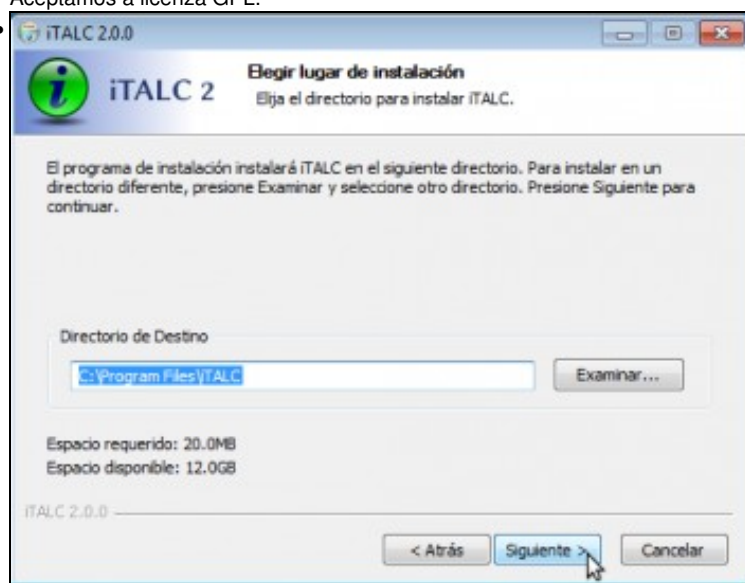 Aceptamos a licenza GPL.
iTALC 2.0.0
iTALC 2
Elegir lugar de instalación
Elija el directorio para instalar iTALC.
El programa de instalación instalará iTALC en el siguiente directorio. Para instalar en un
directorio diferente, presione Examinar y seleccione otro directorio. Presione Siguiente para
continuar.
Directorio de Destino
C:\Program Files\iTALC
Examinar...
Espacio requerido: 20.0MB
Espacio disponible: 12.0GB
iTALC 2.0.0
< Atrás
Siguiente >
Cancelar